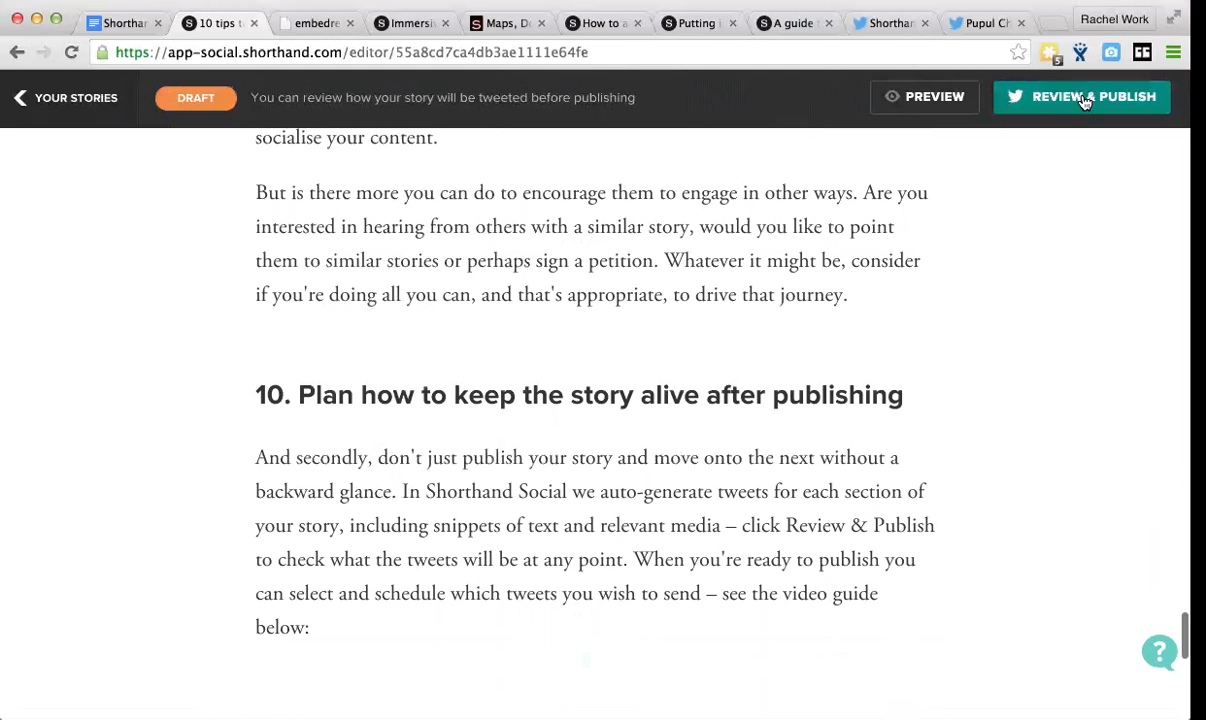 Shorthan
10 tips t
embedre
Immersi
Maps, D
How to a
Putting i
A guide
Shorthan
Pupul Ch
Rachel Work
https://app-social.shorthand.com/editor/55a8cd7ca4db3ae1111e64fe
5
YOUR STORIES
DRAFT
You can review how your story will be tweeted before publishing
PREVIEW
REVIEW & PUBLISH
socialise your content.
But is there more you can do to encourage them to engage in other ways. Are you
interested in hearing from others with a similar story, would you like to point
them to similar stories or perhaps sign a petition. Whatever it might be, consider
if you're doing all you can, and that's appropriate, to drive that journey.
10. Plan how to keep the story alive after publishing
And secondly, don't just publish your story and move onto the next without a
backward glance. In Shorthand Social we auto-generate tweets for each section of
your story, including snippets of text and relevant media – click Review & Publish
to check what the tweets will be at any point. When you're ready to publish you
can select and schedule which tweets you wish to send – see the video guide
below:
?